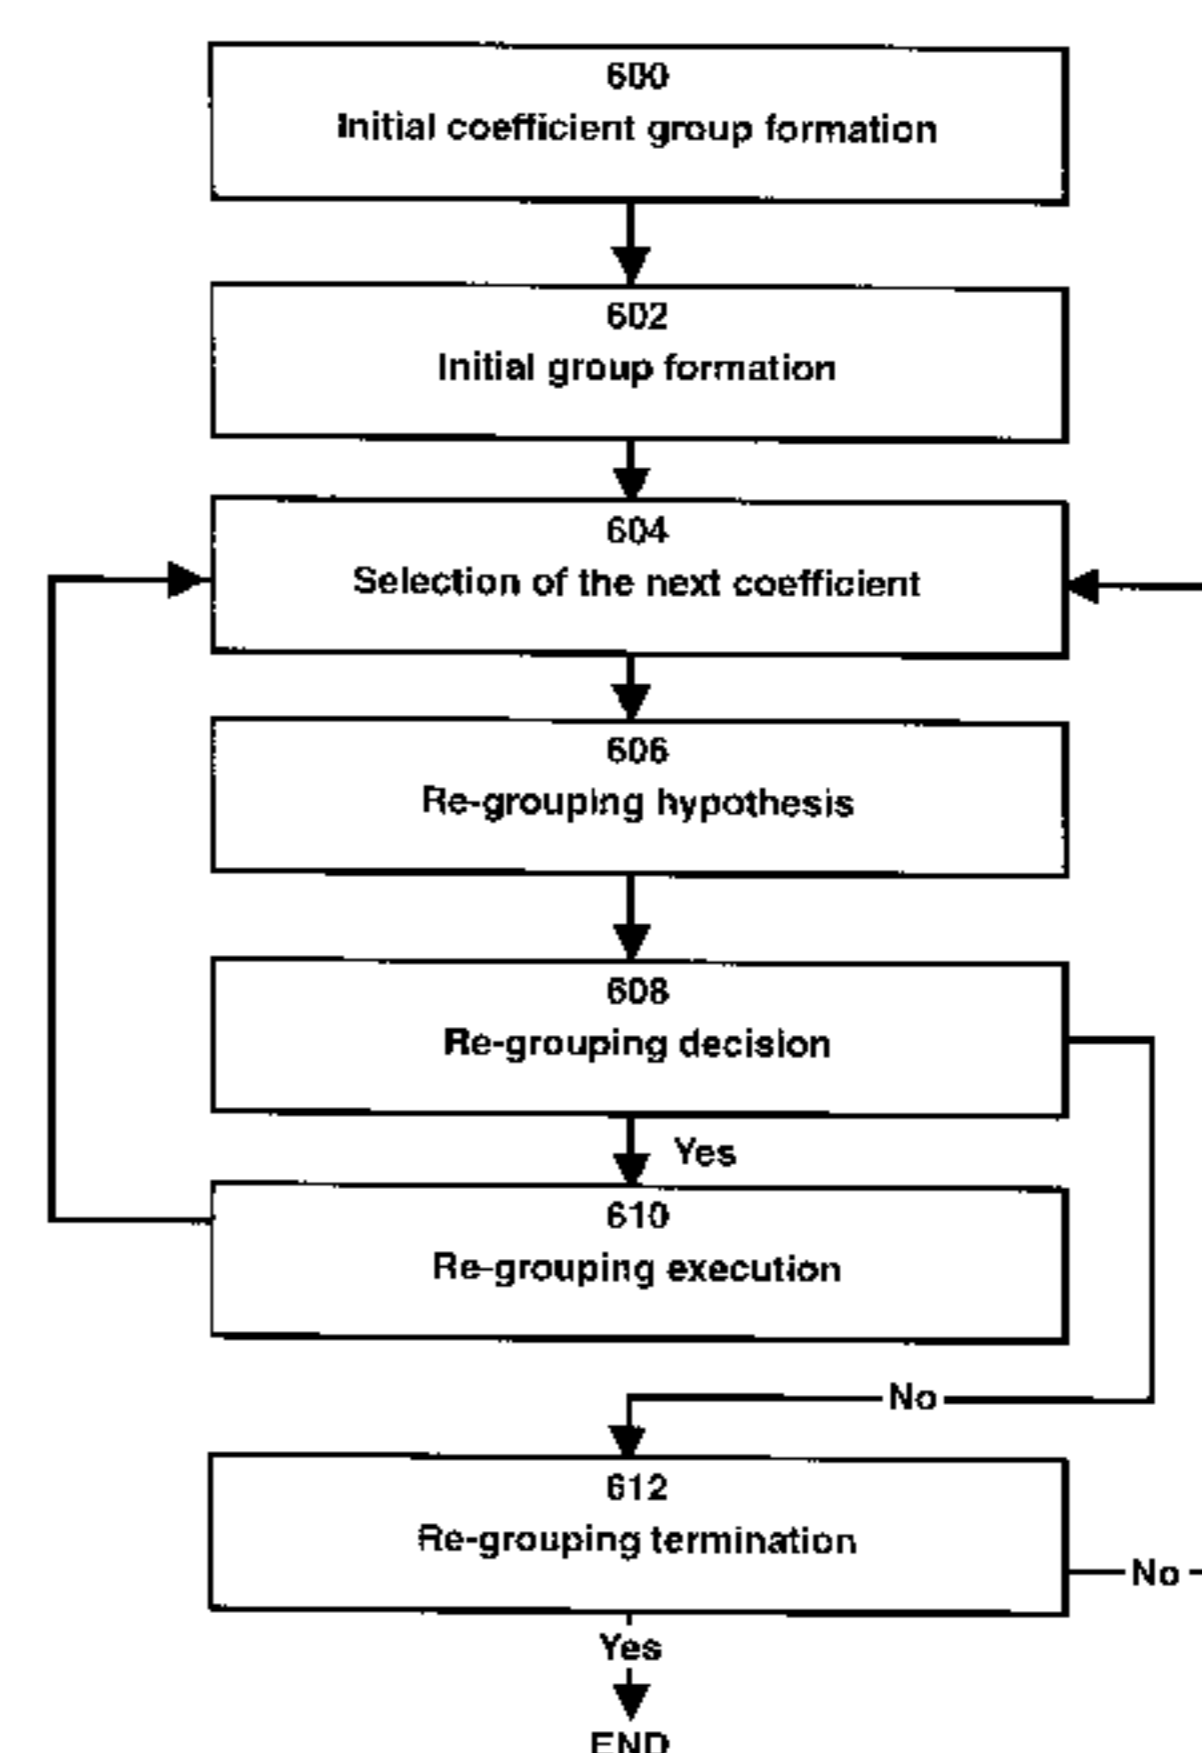 600
Initial coefficient group formation
602
Initial group formation
604
Selection of the next coefficient
606
Re-grouping hypothesis
608
Re-grouping decision
Yes
610
Re-grouping execution
No
612
Re-grouping termination
No
Yes
END